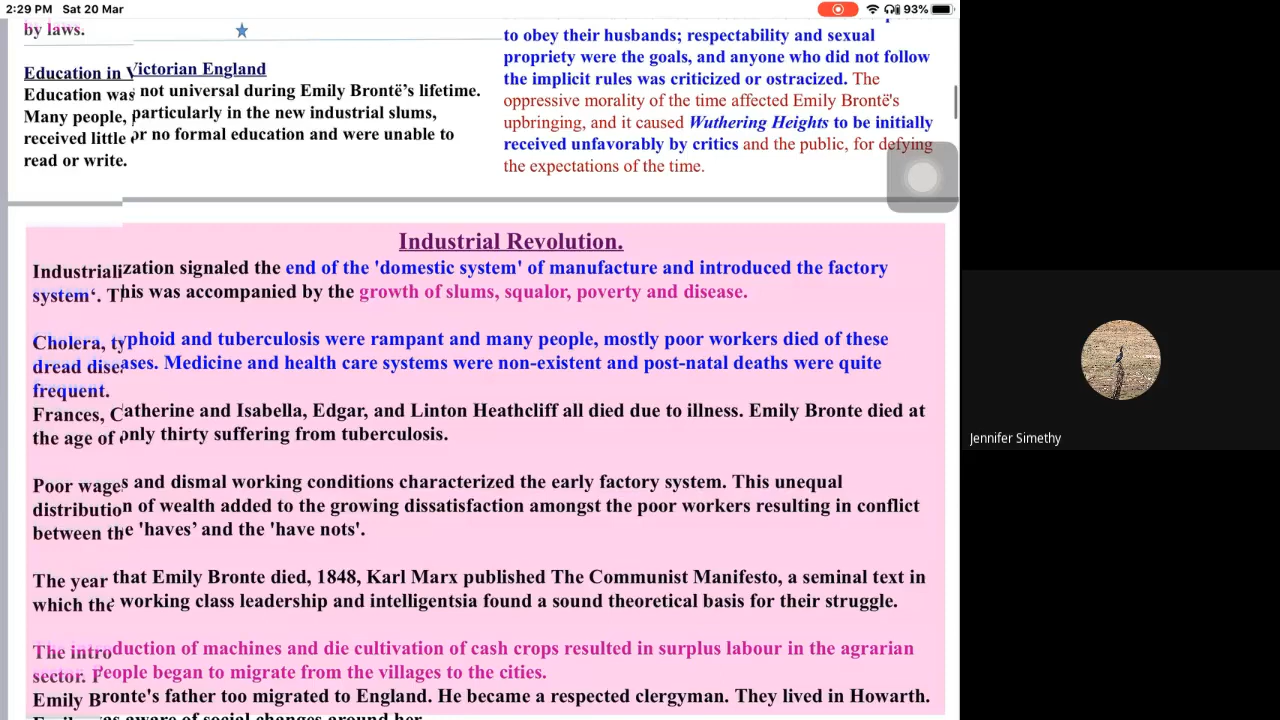 2:29 PM Sat 20 Mar
93%
by laws.
Education in Victorian England
Education was not universal during Emily Brontë's lifetime.
Many people, particularly in the new industrial slums,
received little or no formal education and were unable to
read or write.
to obey their husbands; respectability and sexual
propriety were the goals, and anyone who did not follow
the implicit rules was criticized or ostracized. The
oppressive morality of the time affected Emily Brontë's
upbringing, and it caused Wuthering Heights to be initially
received unfavorably by critics and the public, for defying
the expectations of the time.
Industrial Revolution.
Industrialization signaled the end of the 'domestic system' of manufacture and introduced the factory
system‘. This was accompanied by the growth of slums, squalor, poverty and disease.
Cholera, typhoid and tuberculosis were rampant and many people, mostly poor workers died of these
dread diseases. Medicine and health care systems were non-existent and post-natal deaths were quite
frequent.
Frances, Catherine and Isabella, Edgar, and Linton Heathcliff all died due to illness. Emily Bronte died at
the age of only thirty suffering from tuberculosis.
Poor wages and dismal working conditions characterized the early factory system. This unequal
distribution of wealth added to the growing dissatisfaction amongst the poor workers resulting in conflict
between the 'haves’ and the 'have nots'.
The year that Emily Bronte died, 1848, Karl Marx published The Communist Manifesto, a seminal text in
which the working class leadership and intelligentsia found a sound theoretical basis for their struggle.
The introduction of machines and die cultivation of cash crops resulted in surplus labour in the agrarian
sector. People began to migrate from the villages to the cities.
Emily Bronte's father too migrated to England. He became a respected clergyman. They lived in Howarth.
Emily was aware of social changes around her
Jennifer Simethy